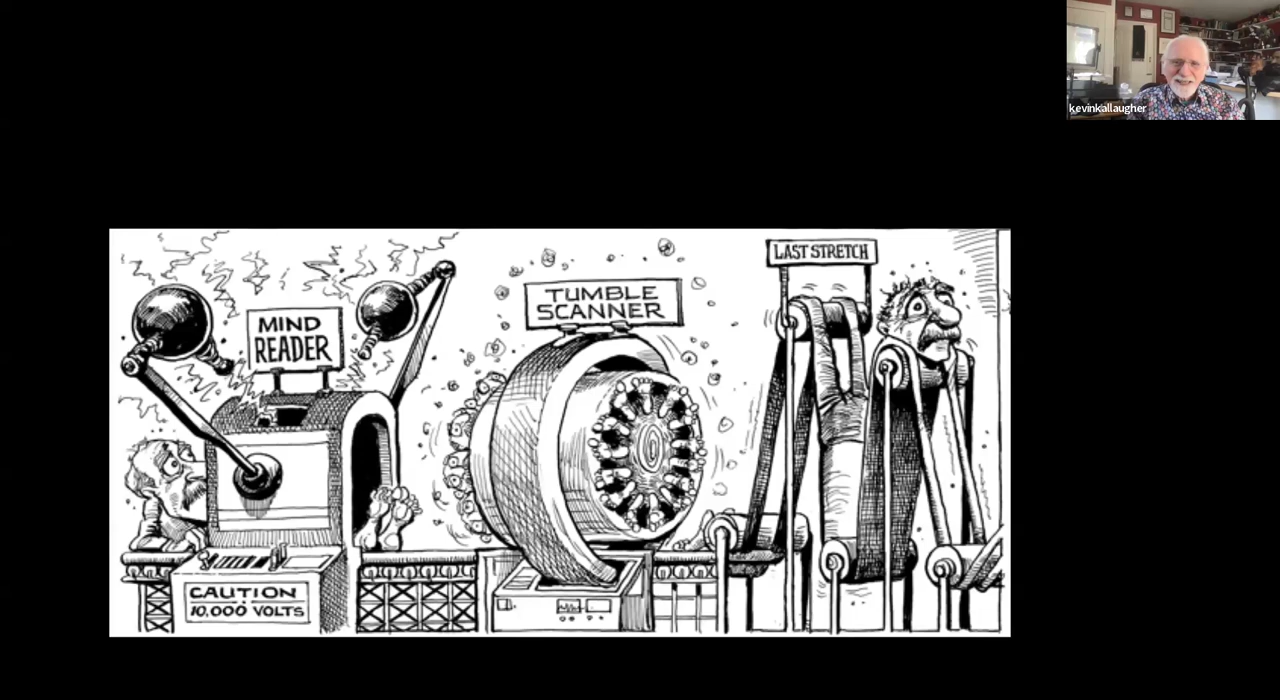 kevinkallaugher
MIND
READER
TUMBLE
SCANNER
LAST STRETCH
CAUTION
10,000 VOLTS